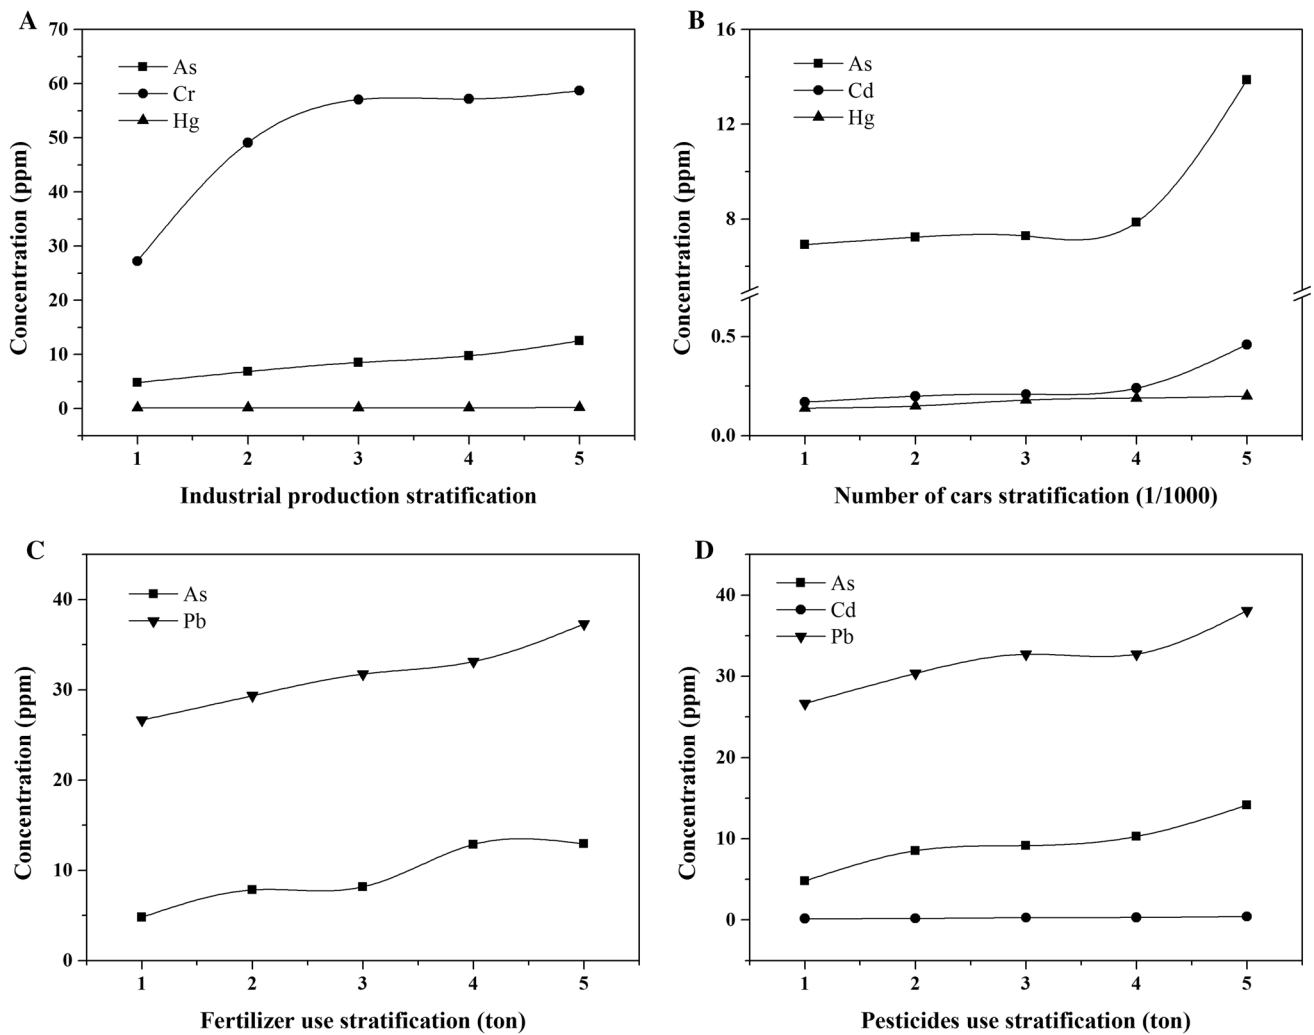 A
Concentration (ppm)
70
60
50
40
30
20
10
0
As
Cr
Hg
1 2 3 4 5
Industrial production stratification
B
Concentration (ppm)
16
12
8
0.5
0.0
As
Cd
Hg
1 2 3 4 5
Number of cars stratification (1/1000)
C
Concentration (ppm)
40
30
20
10
0
As
Pb
1 2 3 4 5
Fertilizer use stratification (ton)
D
Concentration (ppm)
40
30
20
10
0
As
Cd
Pb
1 2 3 4 5
Pesticides use stratification (ton)